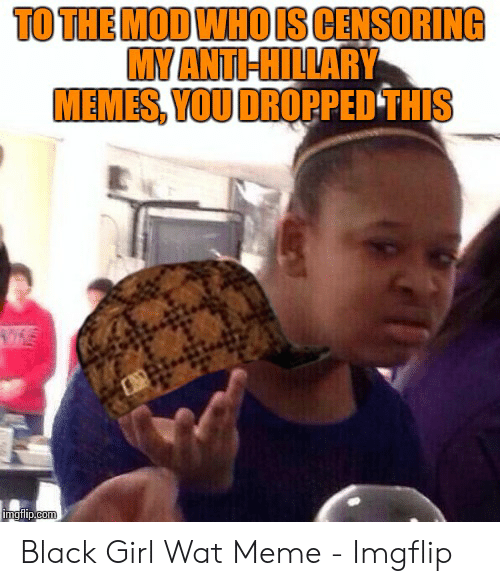 TO THE MOD WHO IS CENSORING
MY ANTI-HILLARY
MEMES, YOU DROPPED THIS
imgflip.com
Black Girl Wat Meme - Imgflip